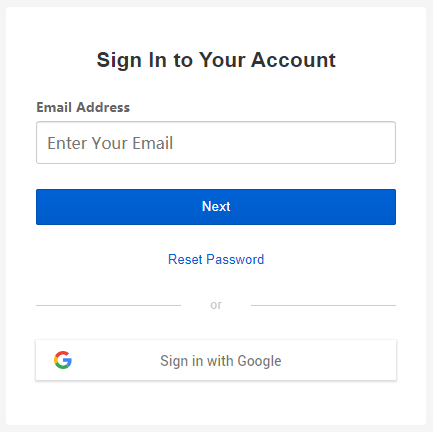 Sign In to Your Account
Email Address
Enter Your Email
Next
Reset Password
or
Sign in with Google